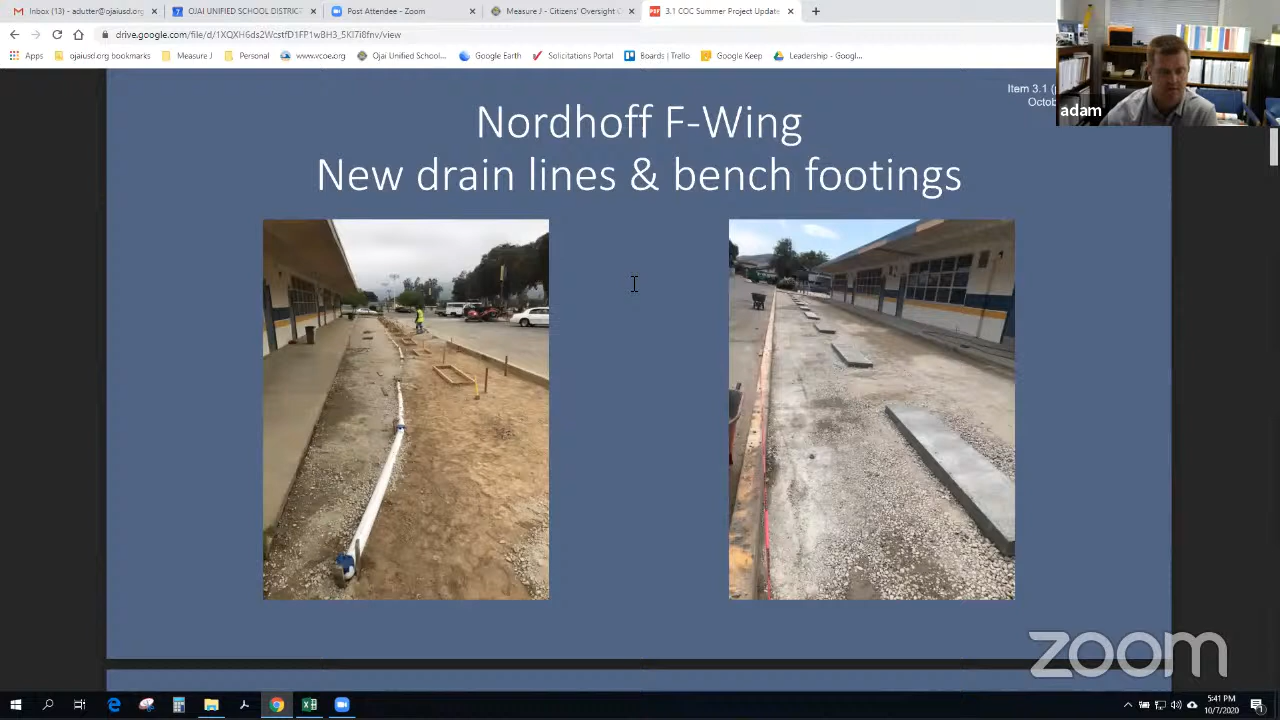 Inbox (13) - adutter@ojaiusd.org
OJAI UNIFIED SCHOOL DISTRICT
Post Attendee - Zoom
Measure J – Citizens' Oversight C
3.1 COC Summer Project Update
drive.google.com/file/d/
/view
Apps
ojaiusd.org bookmarks
Measure J
Personal
www.vcoe.org
Ojai Unified School...
Google Earth
Solicitations Portal
Boards | Trello
Google Keep
Leadership - Googl...
Item 3.1 (
Octob
adam
Nordhoff F-Wing
New drain lines & bench footings
zoom
5:41 PM
10/7/2020